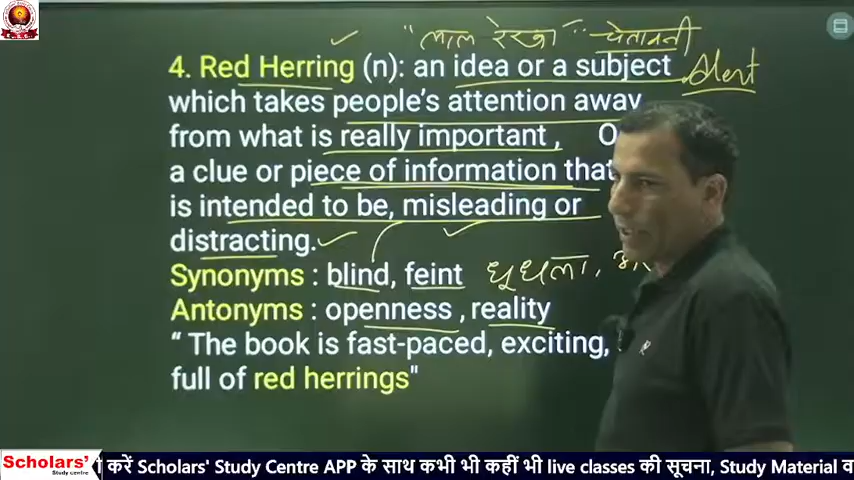 "लाल रेखा" चेतावनी
4. Red Herring (n): an idea or a subject Alert
which takes people's attention away
from what is really important, O
a clue or piece of information that
is intended to be, misleading or
distracting.
Synonyms : blind, feint धुधला,
Antonyms : openness , reality
“ The book is fast-paced, exciting,
full of red herrings"
Scholars'
Study centre
करें Scholars' Study Centre APP के साथ कभी भी कहीं भी live classes की सूचना, Study Material व